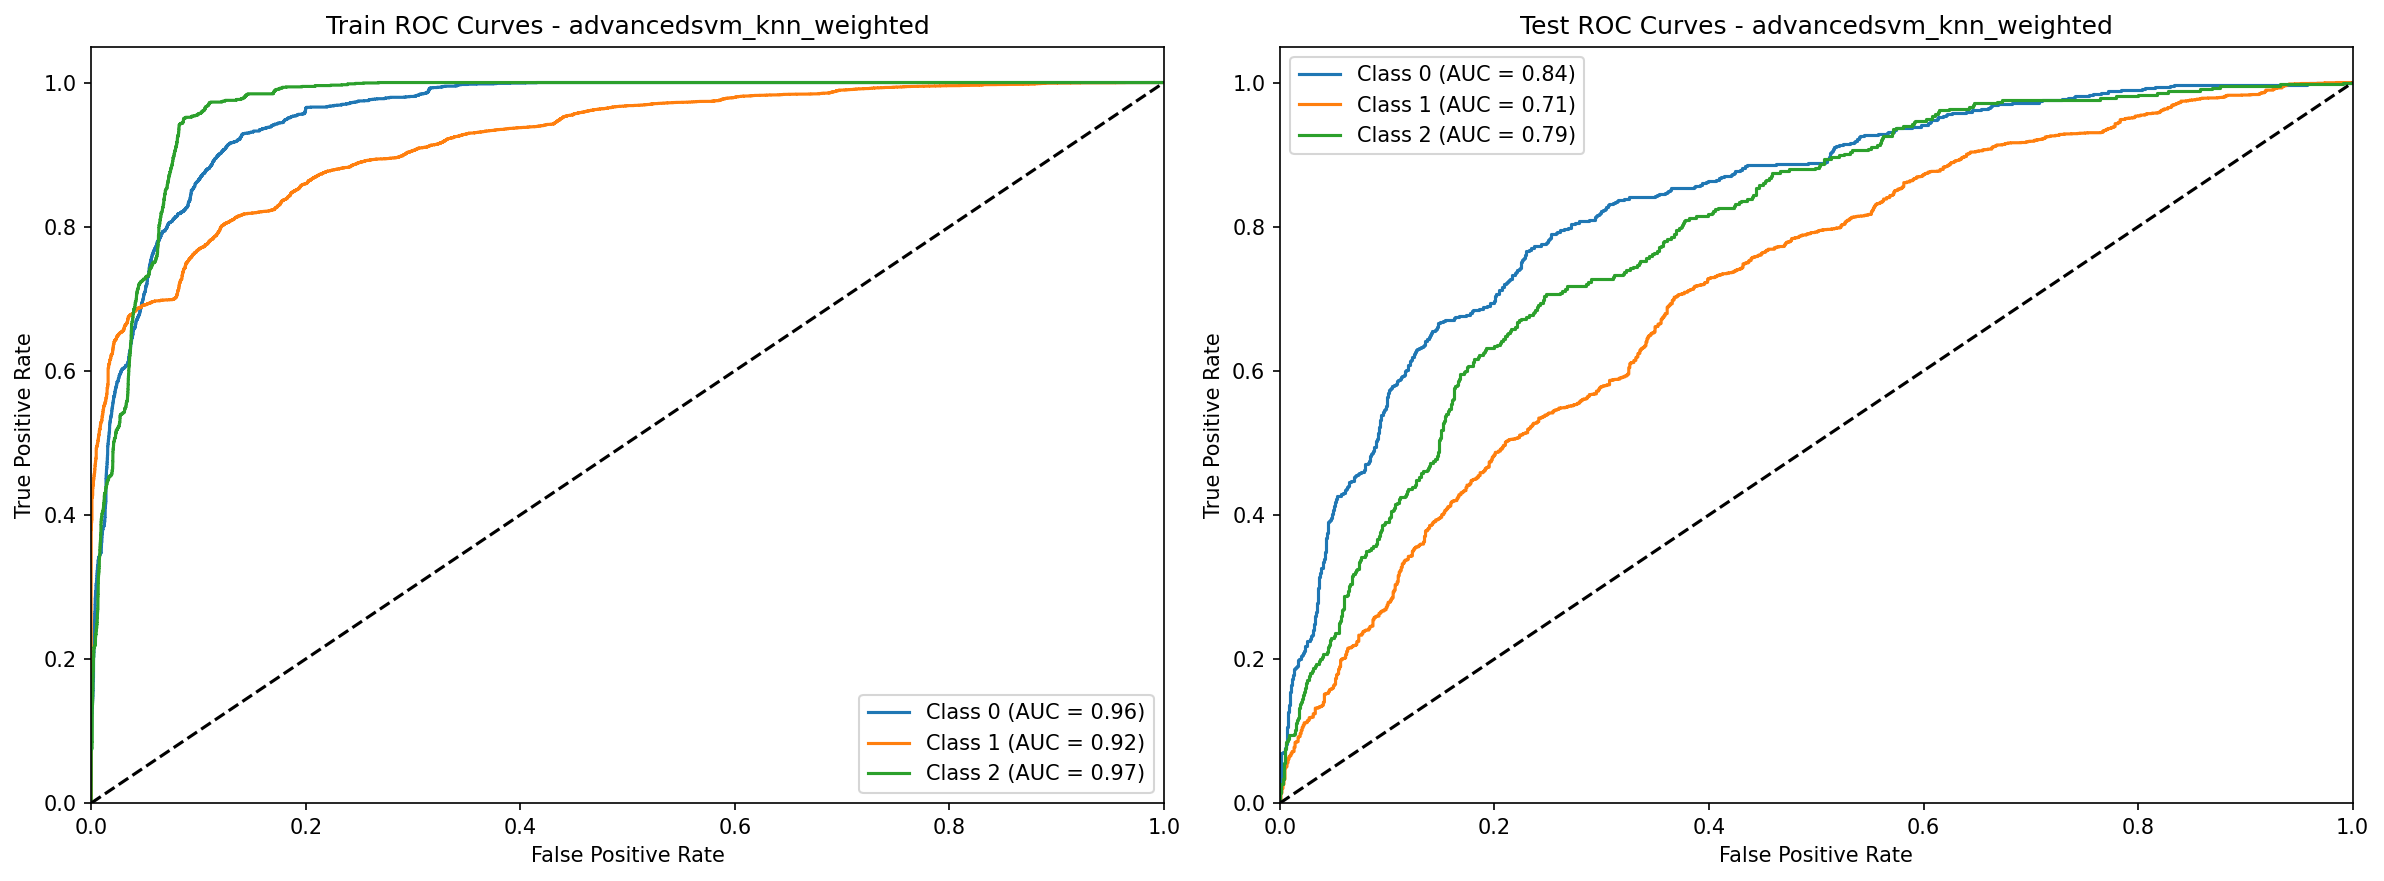 Train ROC Curves - advancedsvm_knn_weighted
True Positive Rate
1.0
0.8
0.6
0.4
0.2
0.0
Class 0 (AUC = 0.96)
Class 1 (AUC = 0.92)
Class 2 (AUC = 0.97)
0.0 0.2 0.4 0.6 0.8 1.0
False Positive Rate
Test ROC Curves - advancedsvm_knn_weighted
True Positive Rate
1.0
0.8
0.6
0.4
0.2
0.0
Class 0 (AUC = 0.84)
Class 1 (AUC = 0.71)
Class 2 (AUC = 0.79)
0.0 0.2 0.4 0.6 0.8 1.0
False Positive Rate